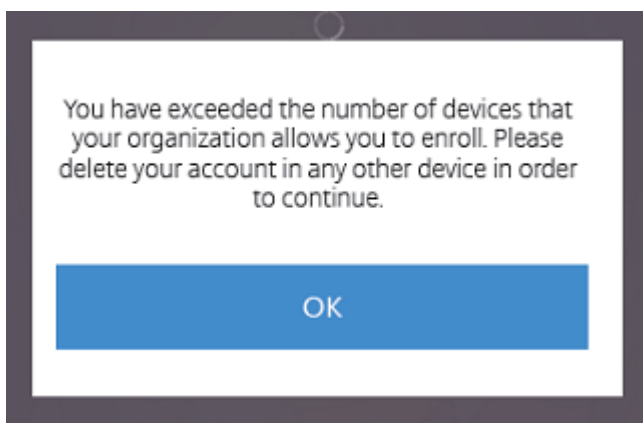 You have exceeded the number of devices that
your organization allows you to enroll. Please
delete your account in any other device in order
to continue.
OK